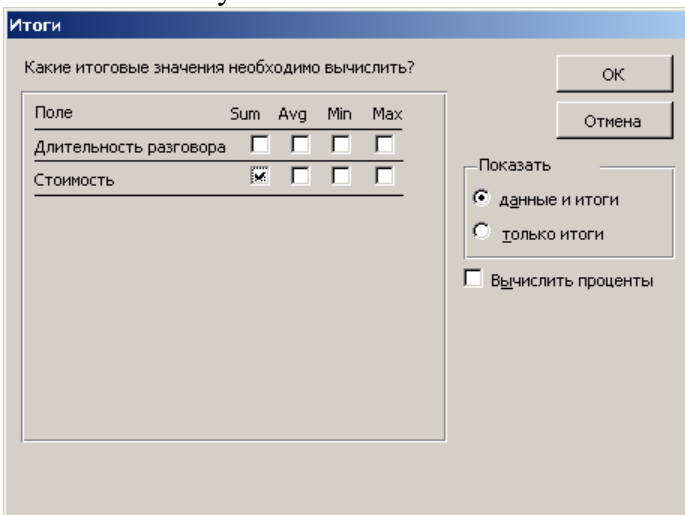 Итоги
Какие итоговые значения необходимо вычислить?
ОК
Отмена
Поле Sum Avg Min Max
Длительность разговора
Стоимость
Показать
данные и итоги
только итоги
Вычислить проценты